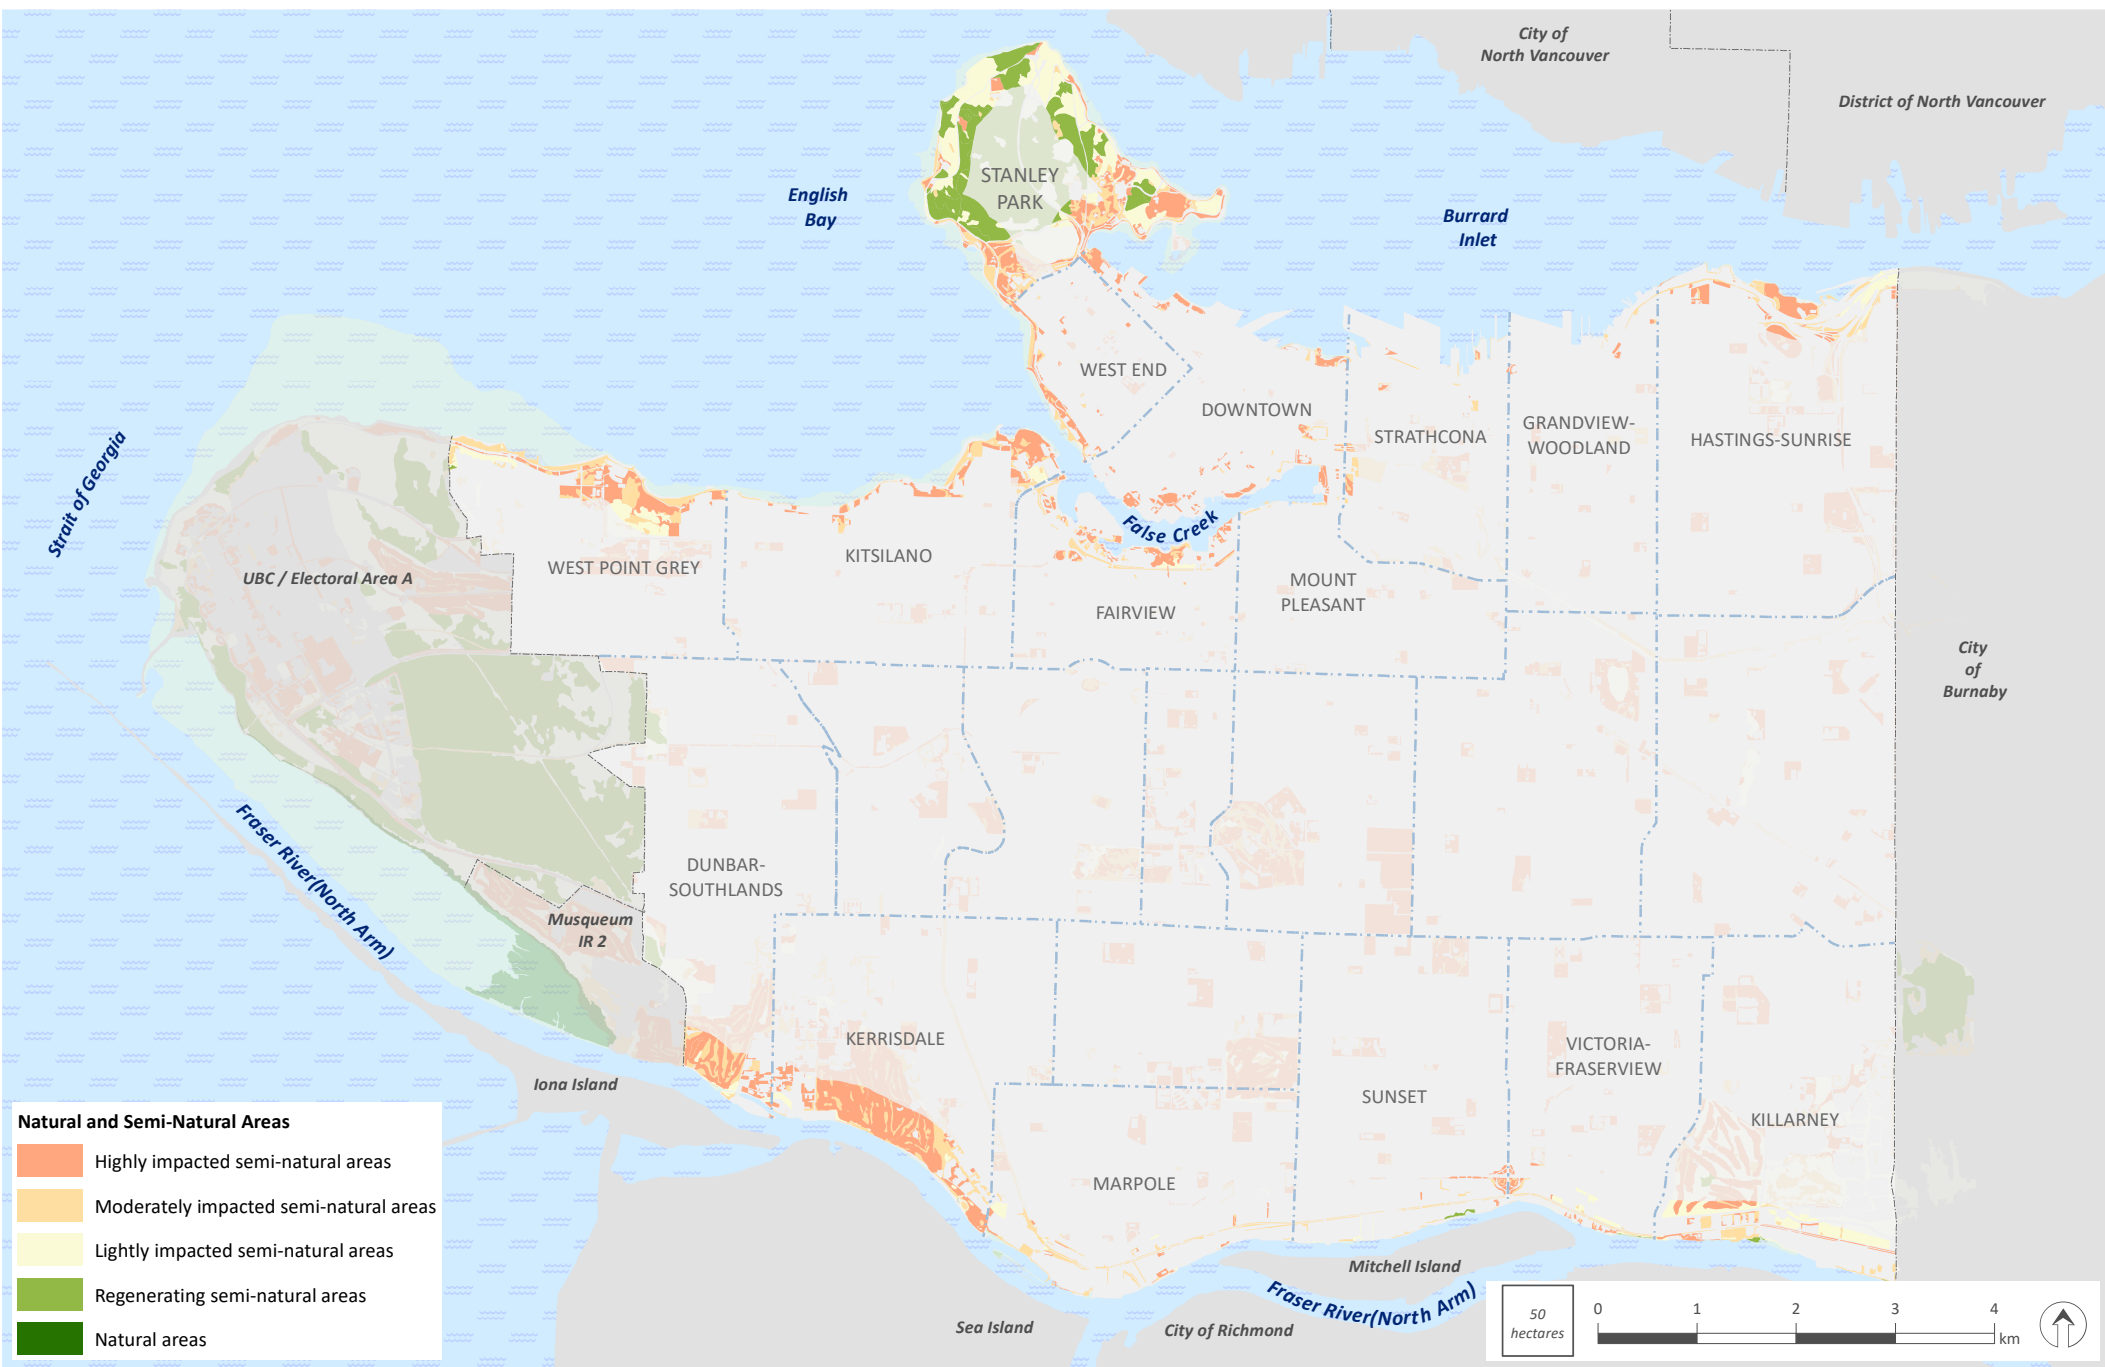 City of
North Vancouver
District of North Vancouver
STANLEY
PARK
English
Bay
Burrard
Inlet
WEST END
DOWNTOWN
STRATHCONA
GRANDVIEW-
WOODLAND
HASTINGS-SUNRISE
Strait of Georgia
False Creek
UBC / Electoral Area A
WEST POINT GREY
KITSILANO
FAIRVIEW
MOUNT
PLEASANT
City
of
Burnaby
Fraser River(North Arm)
DUNBAR-
SOUTHLANDS
Musqueum
IR 2
KERRISDALE
VICTORIA-
FRASERVIEW
Iona Island
SUNSET
KILLARNEY
MARPOLE
Mitchell Island
Fraser River(North Arm)
Sea Island
City of Richmond
Natural and Semi-Natural Areas
Highly impacted semi-natural areas
Moderately impacted semi-natural areas
Lightly impacted semi-natural areas
Regenerating semi-natural areas
Natural areas
50
hectares
0 1 2 3 4
km